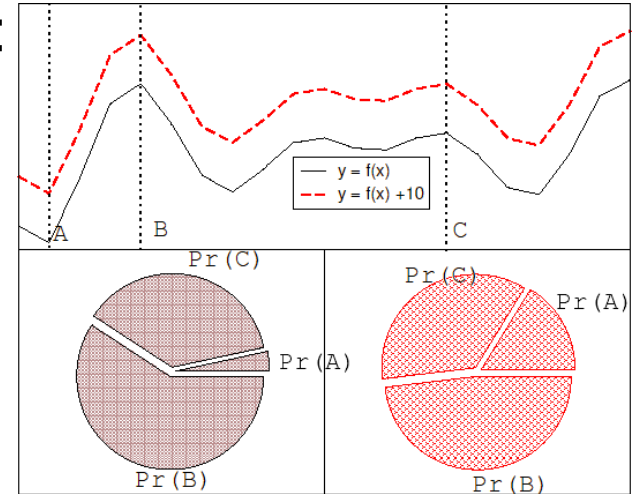 y = f(x)
y = f(x) +10
A
B
C
Pr(C)
Pr(A)
Pr(B)
Pr(C)
Pr(A)
Pr(B)